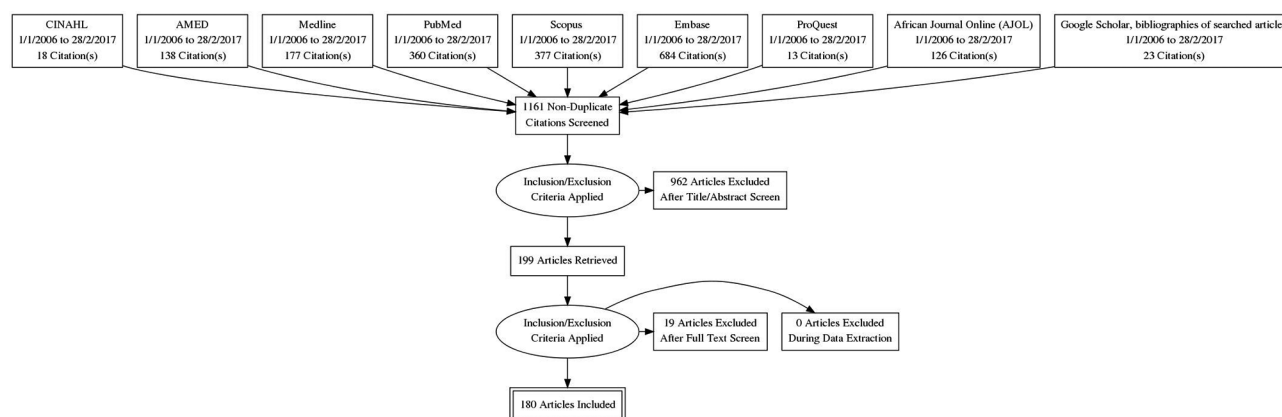 CINAHL
1/1/2006 to 28/2/2017
18 Citation(s)
AMED
1/1/2006 to 28/2/2017
138 Citation(s)
Medline
1/1/2006 to 28/2/2017
177 Citation(s)
PubMed
1/1/2006 to 28/2/2017
360 Citation(s)
Scopus
1/1/2006 to 28/2/2017
377 Citation(s)
Embase
1/1/2006 to 28/2/2017
684 Citation(s)
ProQuest
1/1/2006 to 28/2/2017
13 Citation(s)
African Journal Online (AJOL)
1/1/2006 to 28/2/2017
126 Citation(s)
Google Scholar, bibliographies of searched article
1/1/2006 to 28/2/2017
23 Citation(s)
1161 Non-Duplicate
Citations Screened
Inclusion/Exclusion
Criteria Applied
962 Articles Excluded
After Title/Abstract Screen
199 Articles Retrieved
Inclusion/Exclusion
Criteria Applied
19 Articles Excluded
After Full Text Screen
0 Articles Excluded
During Data Extraction
180 Articles Included